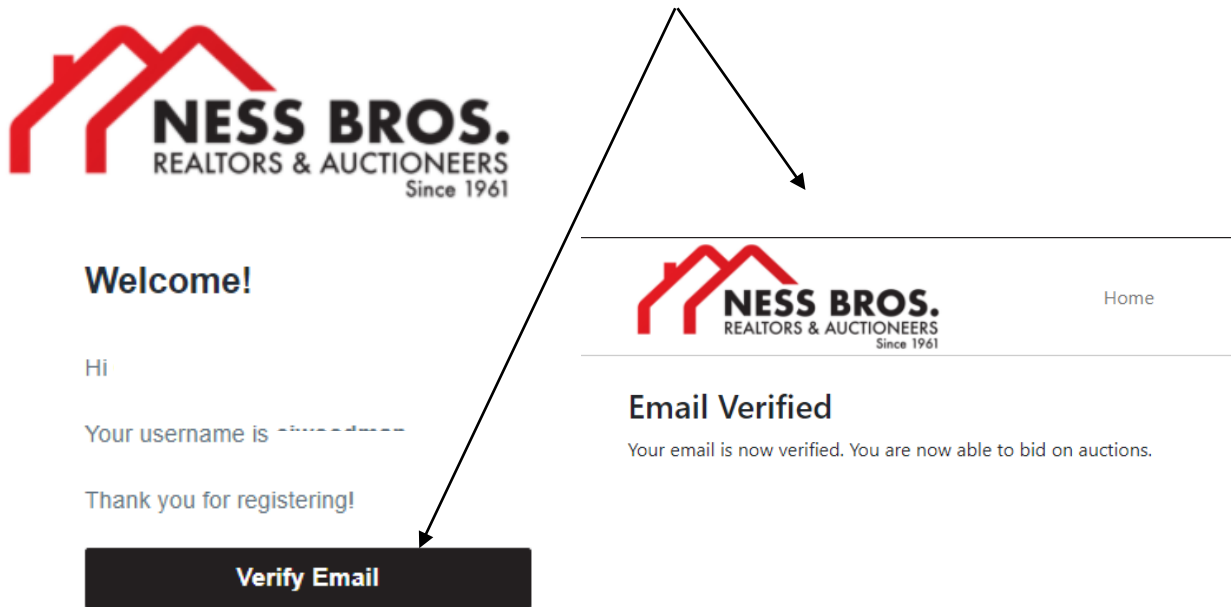 NESS BROS.
REALTORS & AUCTIONEERS
Since 1961
Welcome!
Hi
Your username is
Thank you for registering!
Verify Email
NESS BROS.
REALTORS & AUCTIONEERS
Since 1961
Home
Email Verified
Your email is now verified. You are now able to bid on auctions.